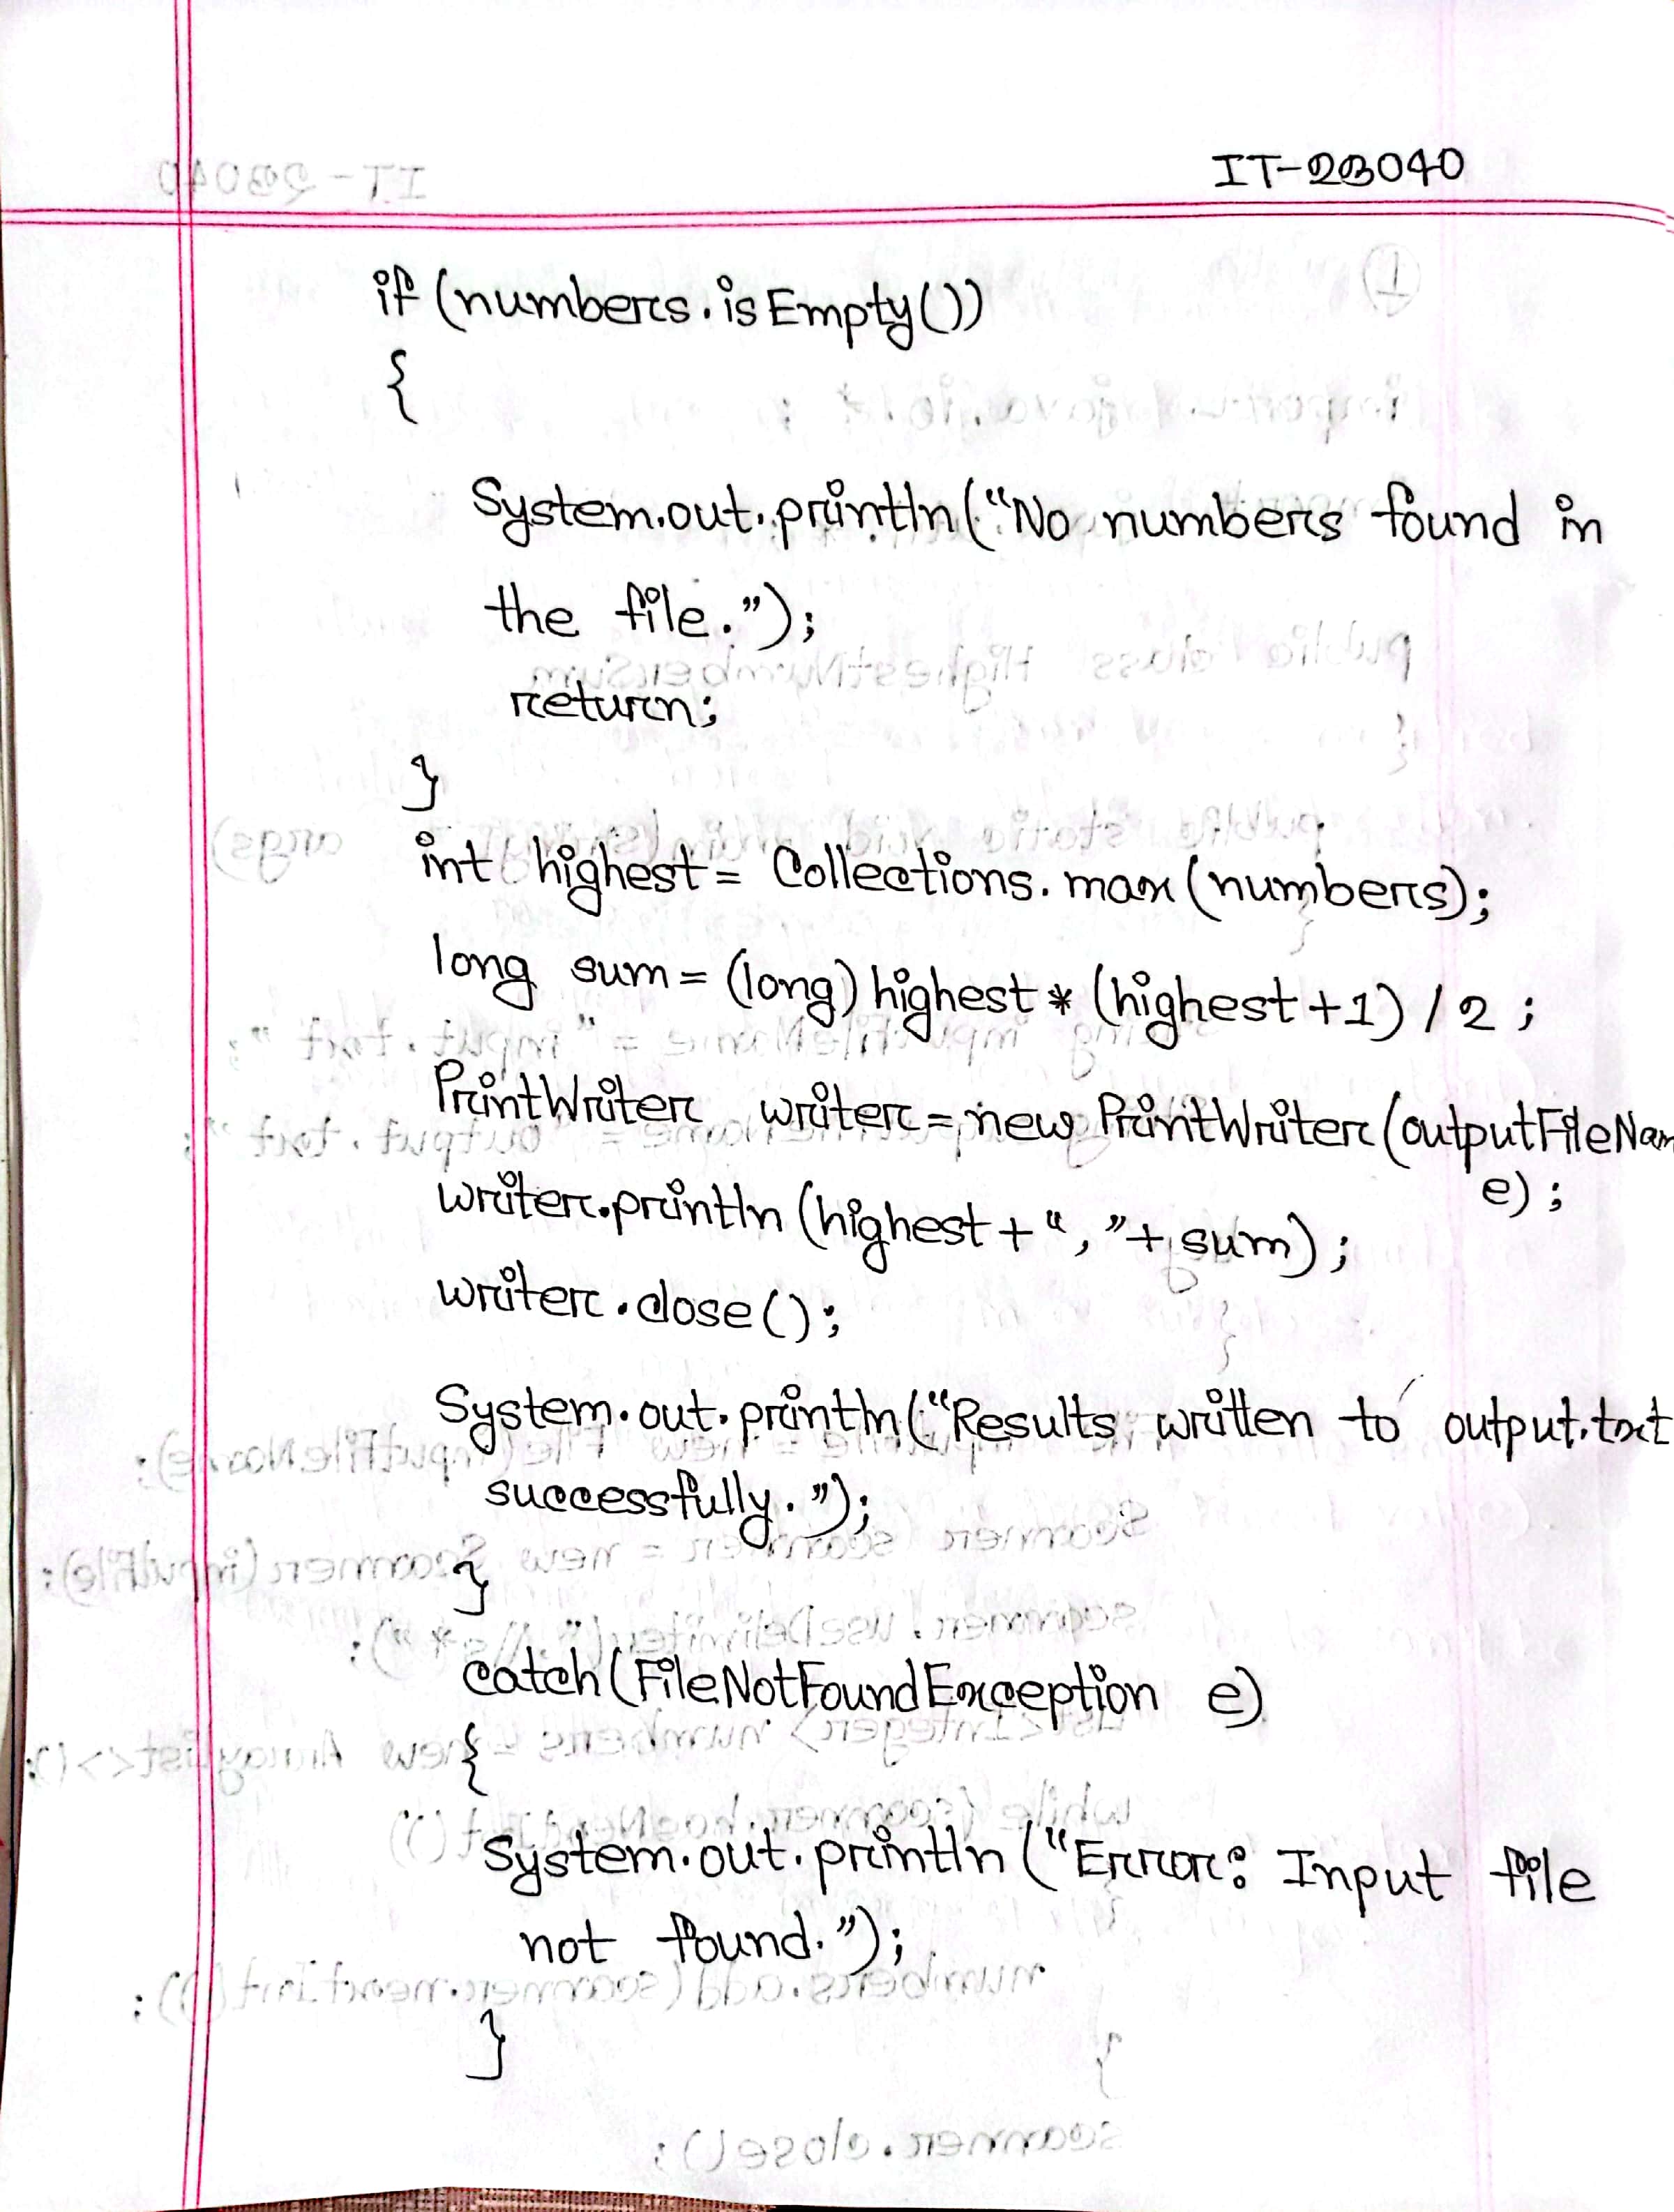 IT-23040
if (numbers.isEmpty())
{
System.out.println("No numbers found in
the file.");
return;
}
int highest = Collections.max(numbers);
long sum = (long) highest * (highest+1) / 2 ;
PrintWriter writer = new PrintWriter (outputFileNam
e) ;
writer.println (highest + "," + sum) ;
writer.close();
System.out.println("Results written to output.txt
successfully.");
}
catch (FileNotFoundException e)
{
System.out.println ("Error: Input file
not found.");
}